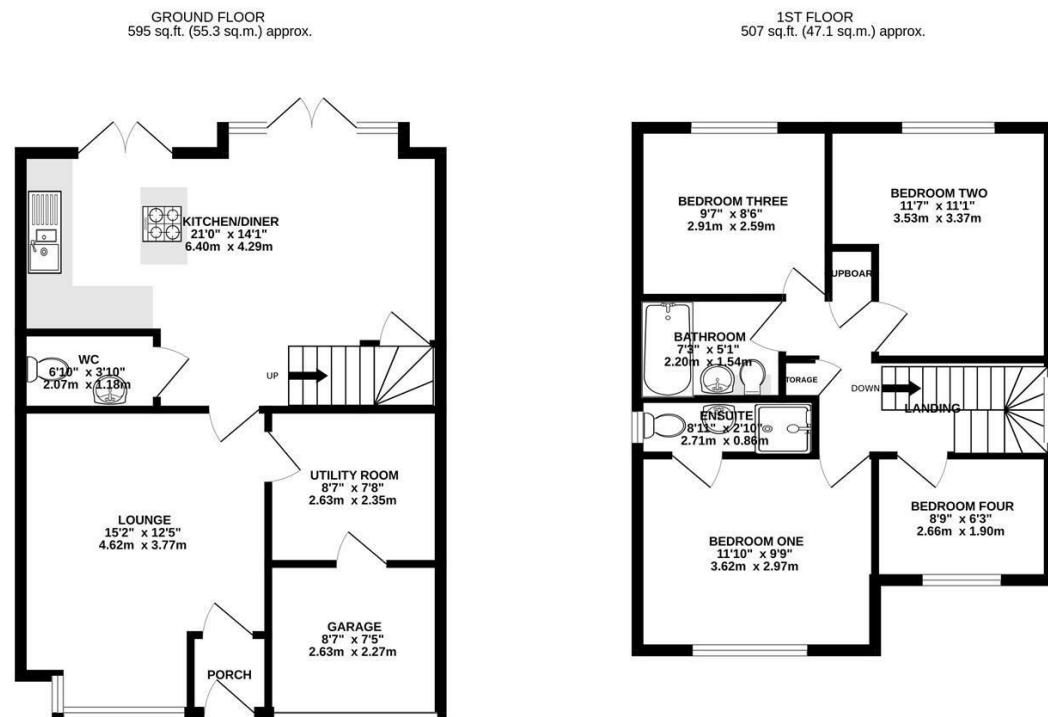 GROUND FLOOR
595 sq.ft. (55.3 sq.m.) approx.
KITCHEN/DINER
21'0" x 14'1"
6.40m x 4.29m
WC
6'10" x 3'10"
2.07m x 1.18m
UP
UTILITY ROOM
8'7" x 7'8"
2.63m x 2.35m
LOUNGE
15'2" x 12'5"
4.62m x 3.77m
GARAGE
8'7" x 7'5"
2.63m x 2.27m
PORCH
1ST FLOOR
507 sq.ft. (47.1 sq.m.) approx.
BEDROOM THREE
9'7" x 8'6"
2.91m x 2.59m
BEDROOM TWO
11'7" x 11'1"
3.53m x 3.37m
UPBOAR
BATHROOM
7'3" x 5'1"
2.20m x 1.54m
TORAGE
DOWN
LANDING
ENSUITE
8'11" x 2'10"
2.71m x 0.86m
BEDROOM ONE
11'10" x 9'9"
3.62m x 2.97m
BEDROOM FOUR
8'9" x 6'3"
2.66m x 1.90m